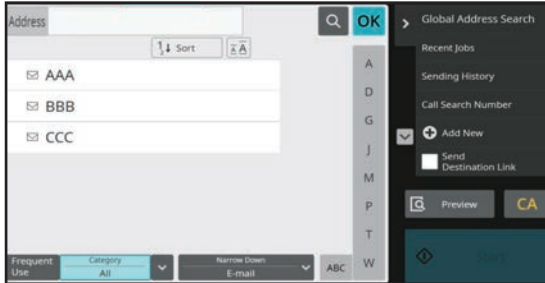 Address
OK
Sort
A A
AAA
BBB
CCC
A
D
G
J
M
P
T
W
Frequent
Use
Category
All
Narrow Down
E-mail
ABC
Global Address Search
Recent Jobs
Sending History
Call Search Number
Add New
Send
Destination Link
Preview
CA
Start